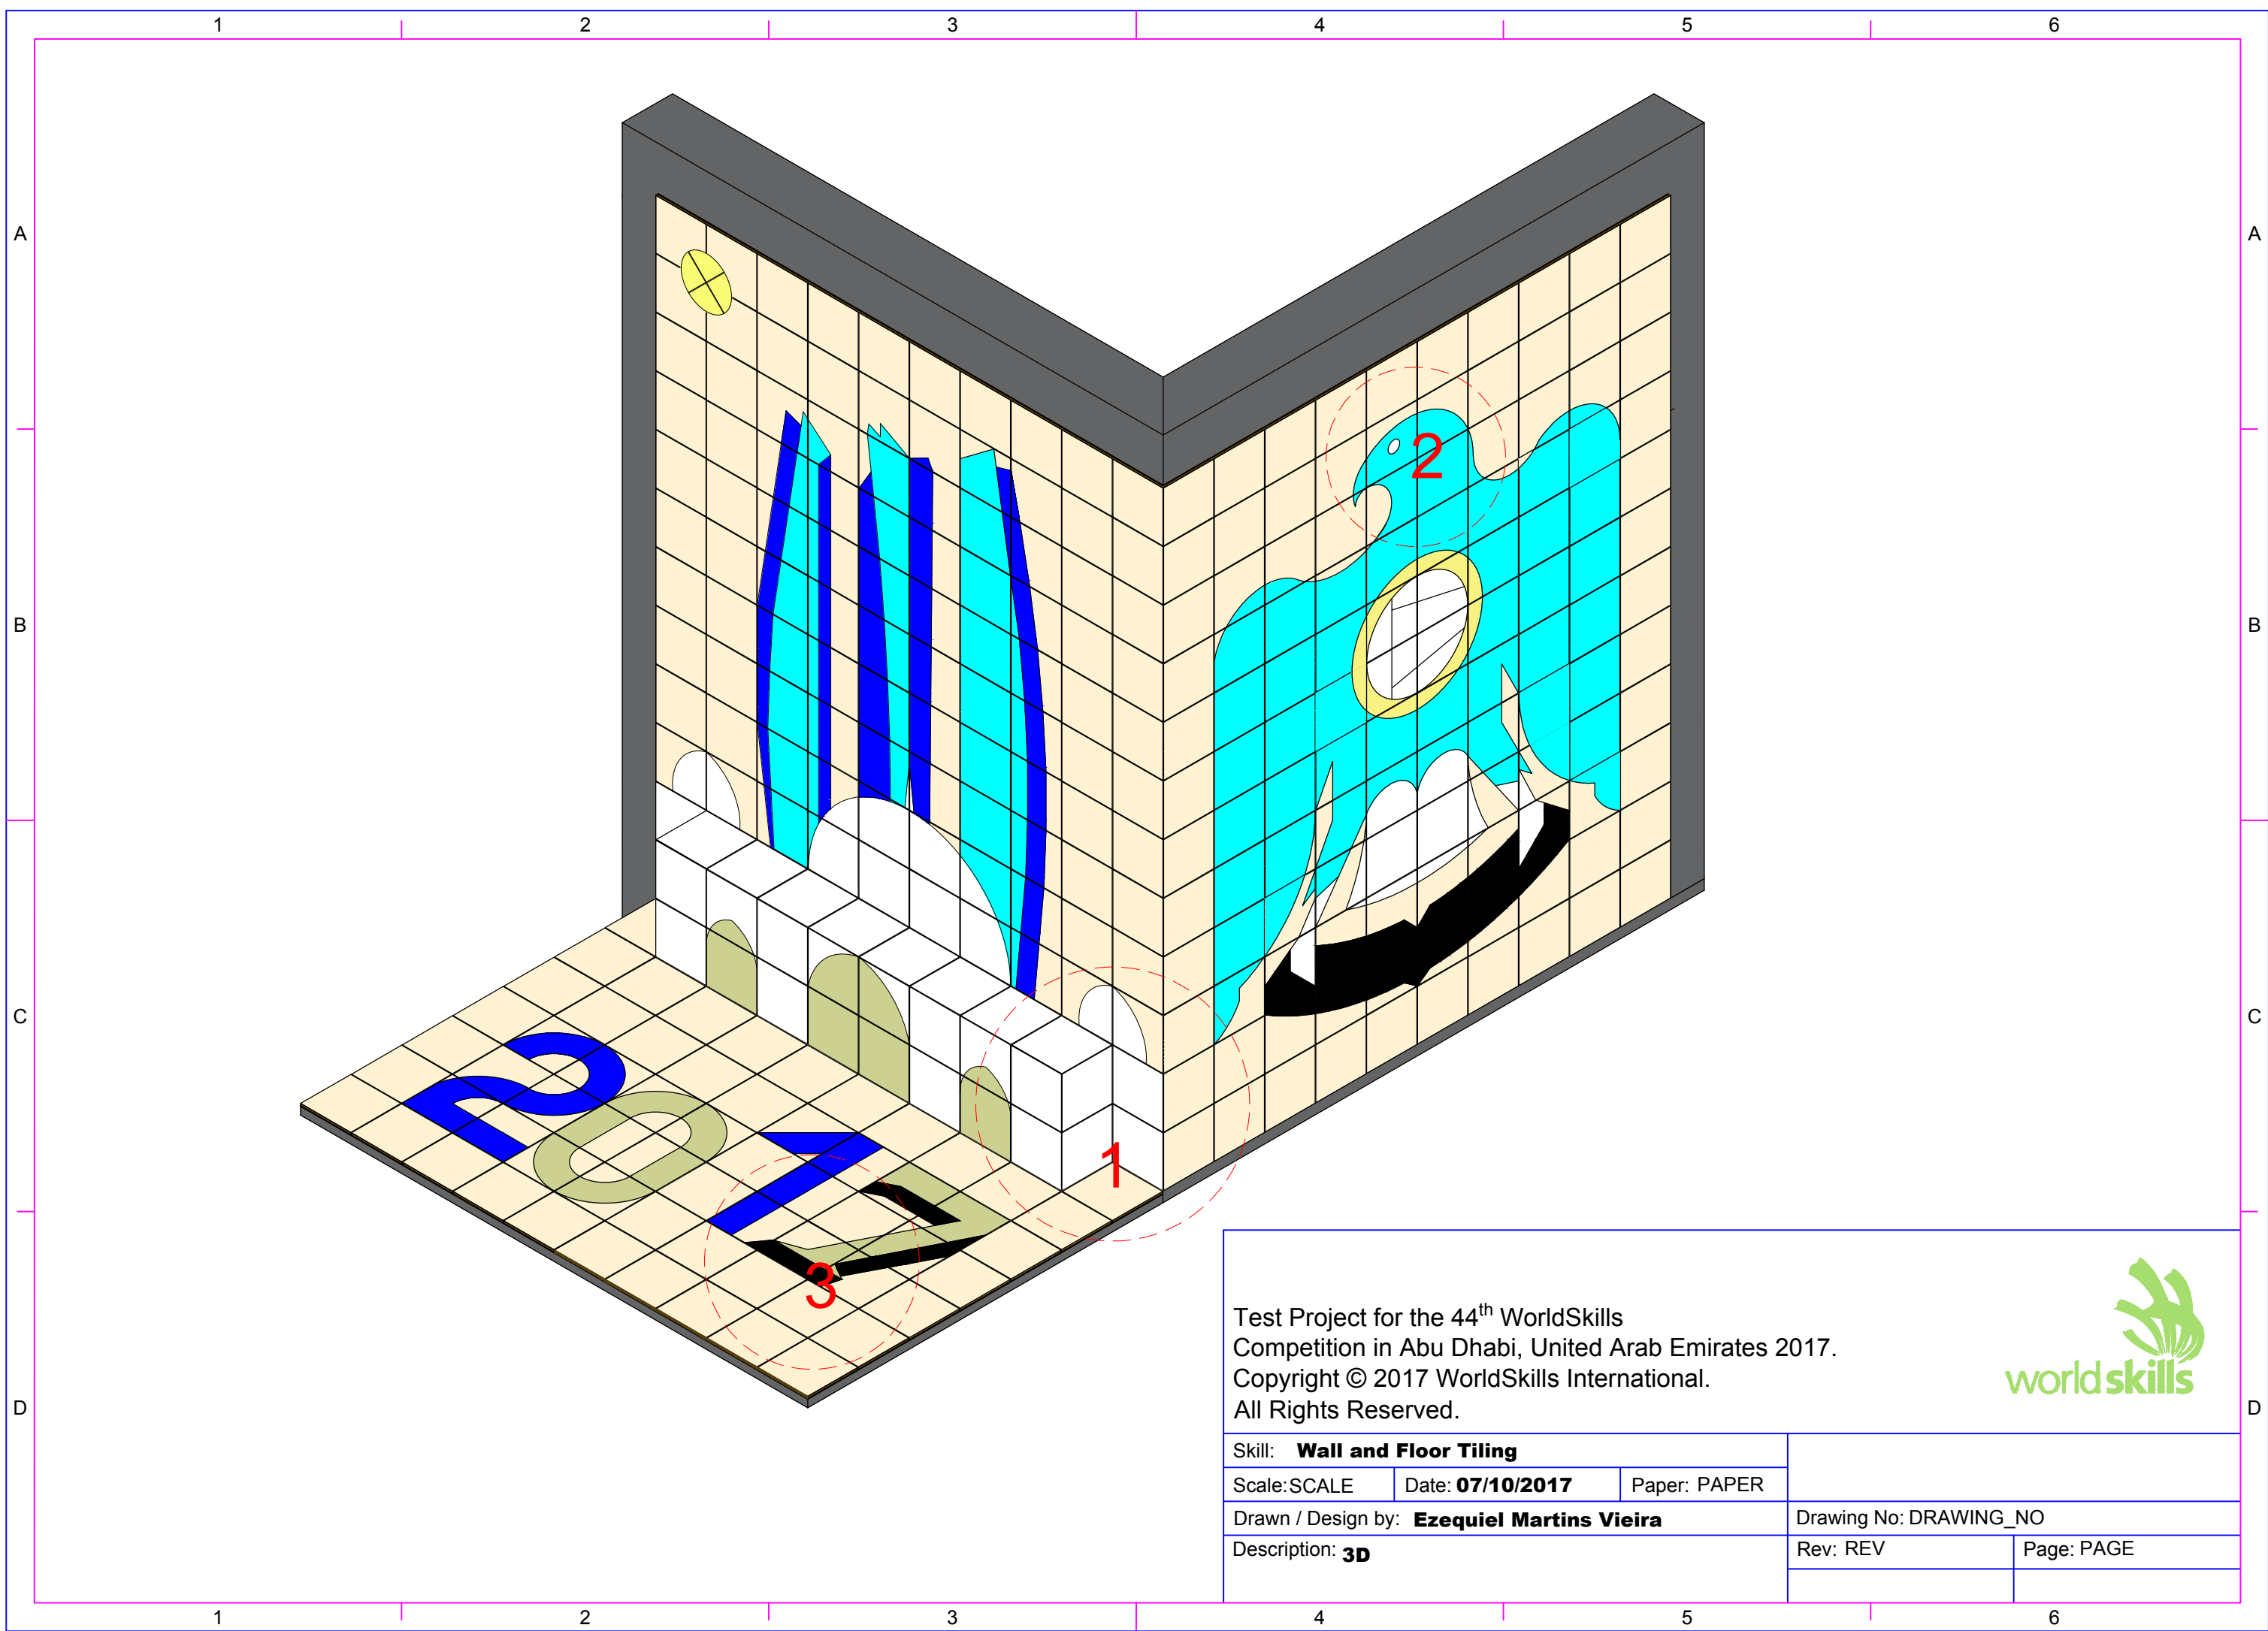 1 2 3 4 5 6
A A
2
B B
C C
1
3
2017
D D
Test Project for the 44th WorldSkills
Competition in Abu Dhabi, United Arab Emirates 2017.
Copyright © 2017 WorldSkills International.
All Rights Reserved.
worldskills
Skill: Wall and Floor Tiling
Scale: SCALE Date: 07/10/2017 Paper: PAPER
Drawn / Design by: Ezequiel Martins Vieira Drawing No: DRAWING_NO
Description: 3D Rev: REV Page: PAGE
1 2 3 4 5 6